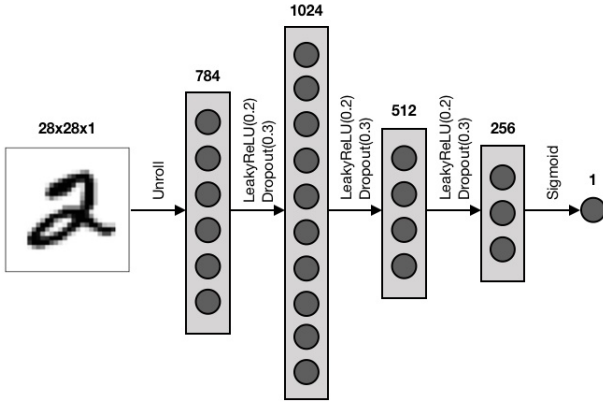 28x28x1
Unroll
784
LeakyReLU(0.2)
Dropout(0.3)
1024
LeakyReLU(0.2)
Dropout(0.3)
512
LeakyReLU(0.2)
Dropout(0.3)
256
Sigmoid
1
2